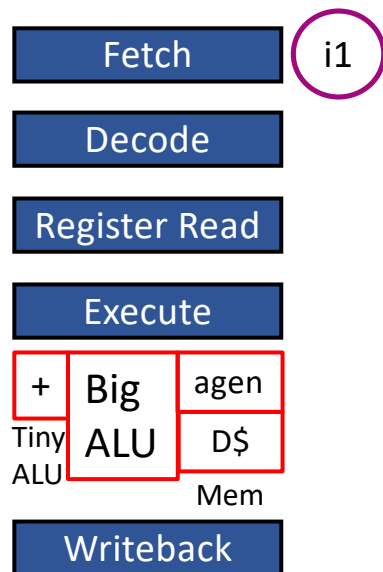 Fetch
i1
Decode
Register Read
Execute
+
Big
ALU
agen
D$
Tiny
ALU
Mem
Writeback